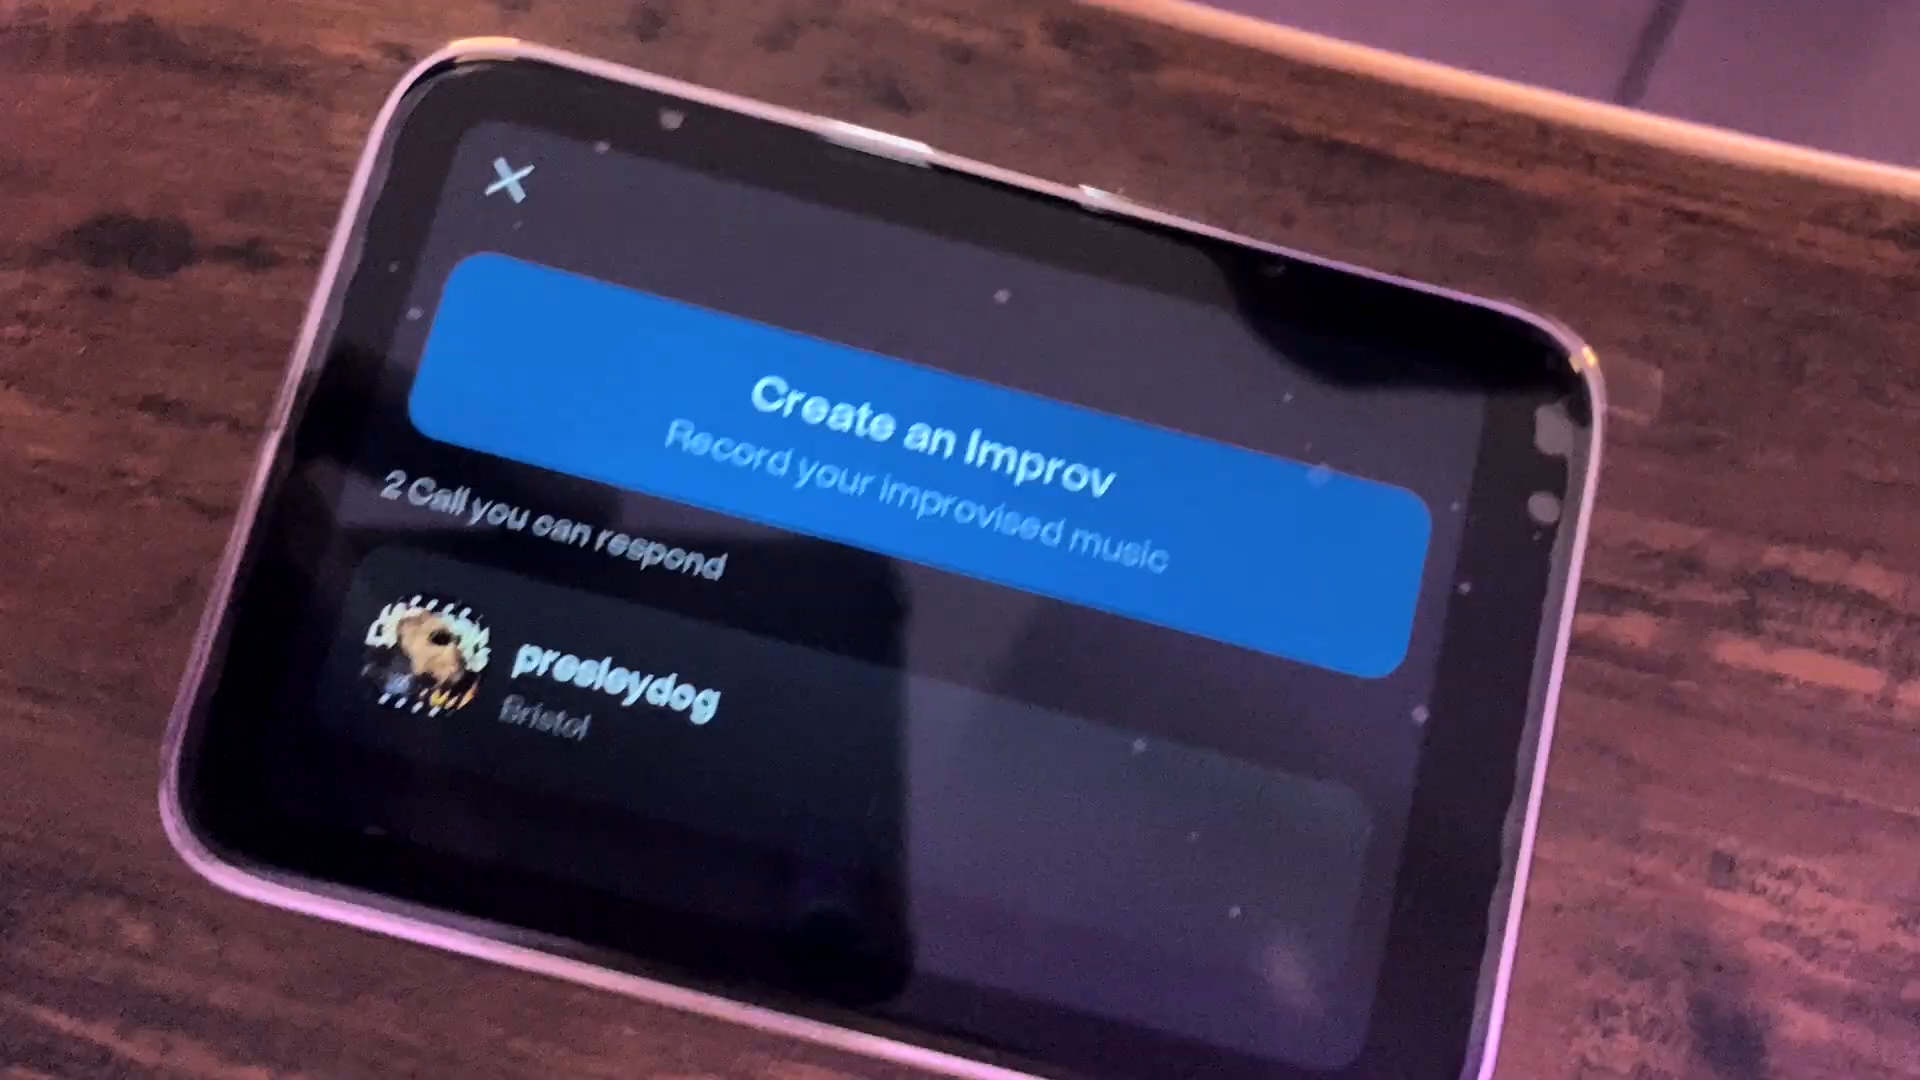 Create an Improv
Record your improvised music
2 Call you can respond
presleydog
Bristol